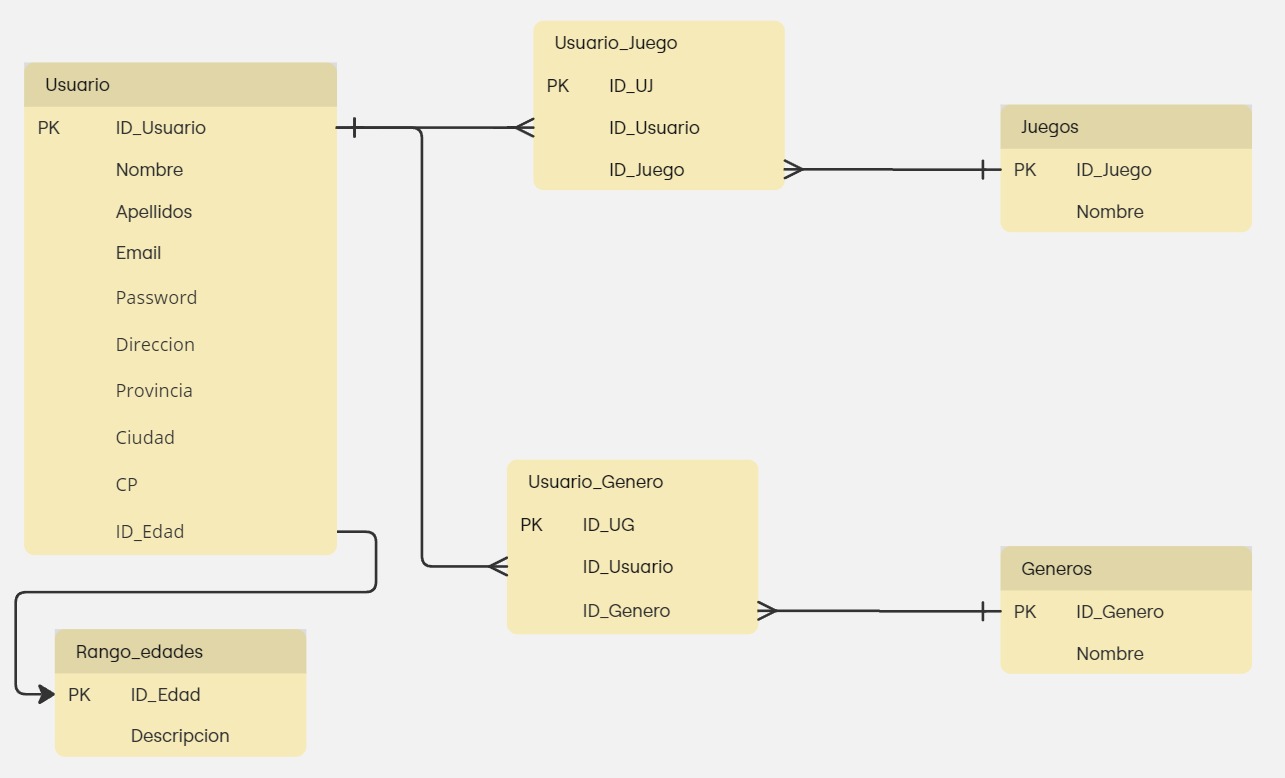 Usuario
PK ID_Usuario
Nombre
Apellidos
Email
Password
Direccion
Provincia
Ciudad
CP
ID_Edad
Rango_edades
PK ID_Edad
Descripcion
Usuario_Juego
PK ID_UJ
ID_Usuario
ID_Juego
Juegos
PK ID_Juego
Nombre
Usuario_Genero
PK ID_UG
ID_Usuario
ID_Genero
Generos
PK ID_Genero
Nombre